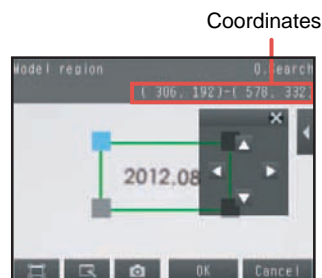 Coordinates
Model region
0.Search
( 306, 192)-( 578, 332)
2012.08
OK
Cancel